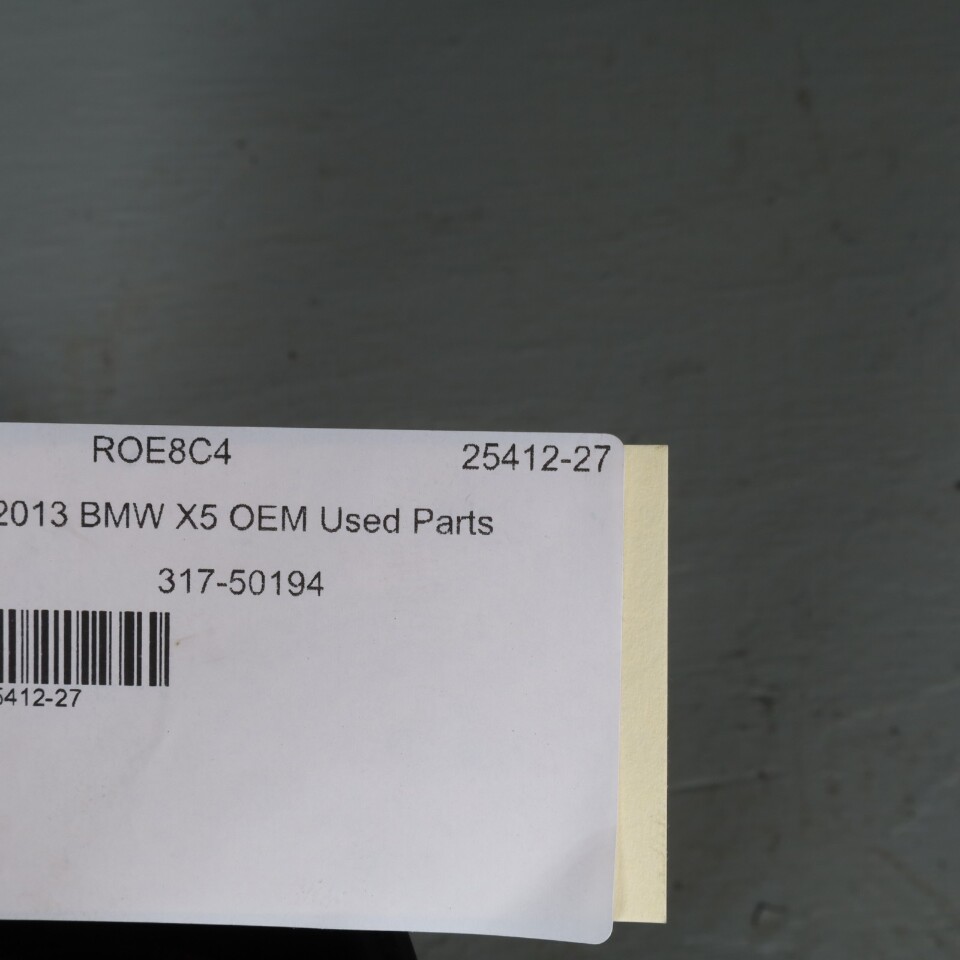 ROE8C4 25412-27
2013 BMW X5 OEM Used Parts
317-50194
5412-27